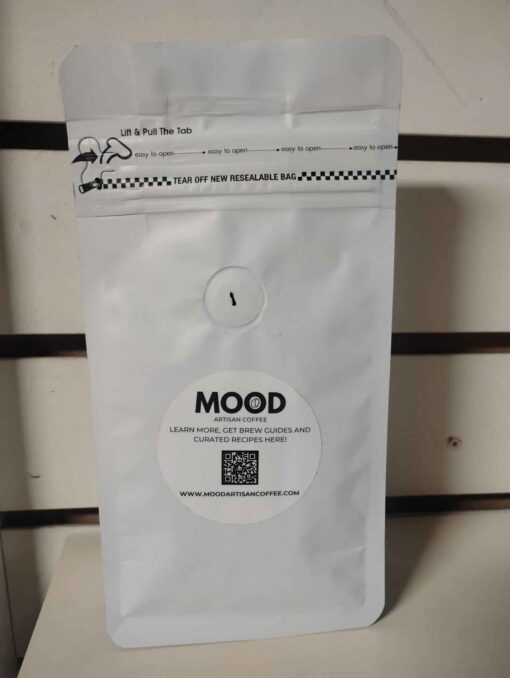 Lift & Pull The Tab
easy to open easy to open easy to open easy to open
TEAR OFF NEW RESEALABLE BAG
MOOD
ARTISAN COFFEE
LEARN MORE, GET BREW GUIDES AND
CURATED RECIPES HERE!
WWW.MOODARTISANCOFFEE.COM